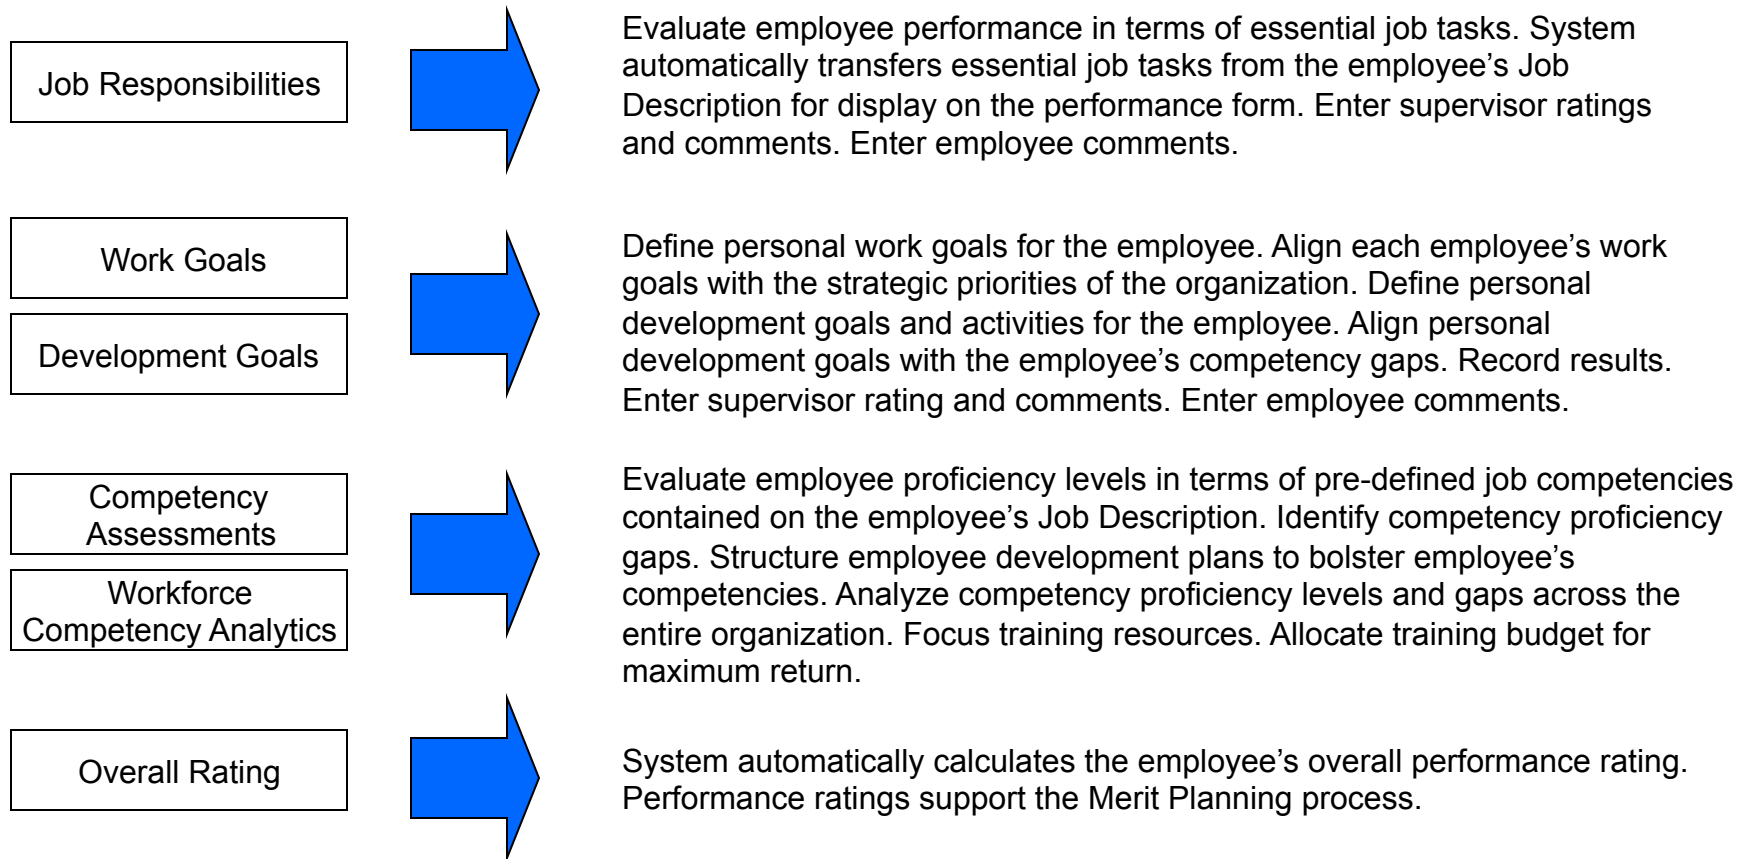 Job Responsibilities
Evaluate employee performance in terms of essential job tasks. System
automatically transfers essential job tasks from the employee’s Job
Description for display on the performance form. Enter supervisor ratings
and comments. Enter employee comments.
Work Goals
Development Goals
Define personal work goals for the employee. Align each employee’s work
goals with the strategic priorities of the organization. Define personal
development goals and activities for the employee. Align personal
development goals with the employee’s competency gaps. Record results.
Enter supervisor rating and comments. Enter employee comments.
Competency
Assessments
Workforce
Competency Analytics
Evaluate employee proficiency levels in terms of pre-defined job competencies
contained on the employee’s Job Description. Identify competency proficiency
gaps. Structure employee development plans to bolster employee’s
competencies. Analyze competency proficiency levels and gaps across the
entire organization. Focus training resources. Allocate training budget for
maximum return.
Overall Rating
System automatically calculates the employee’s overall performance rating.
Performance ratings support the Merit Planning process.